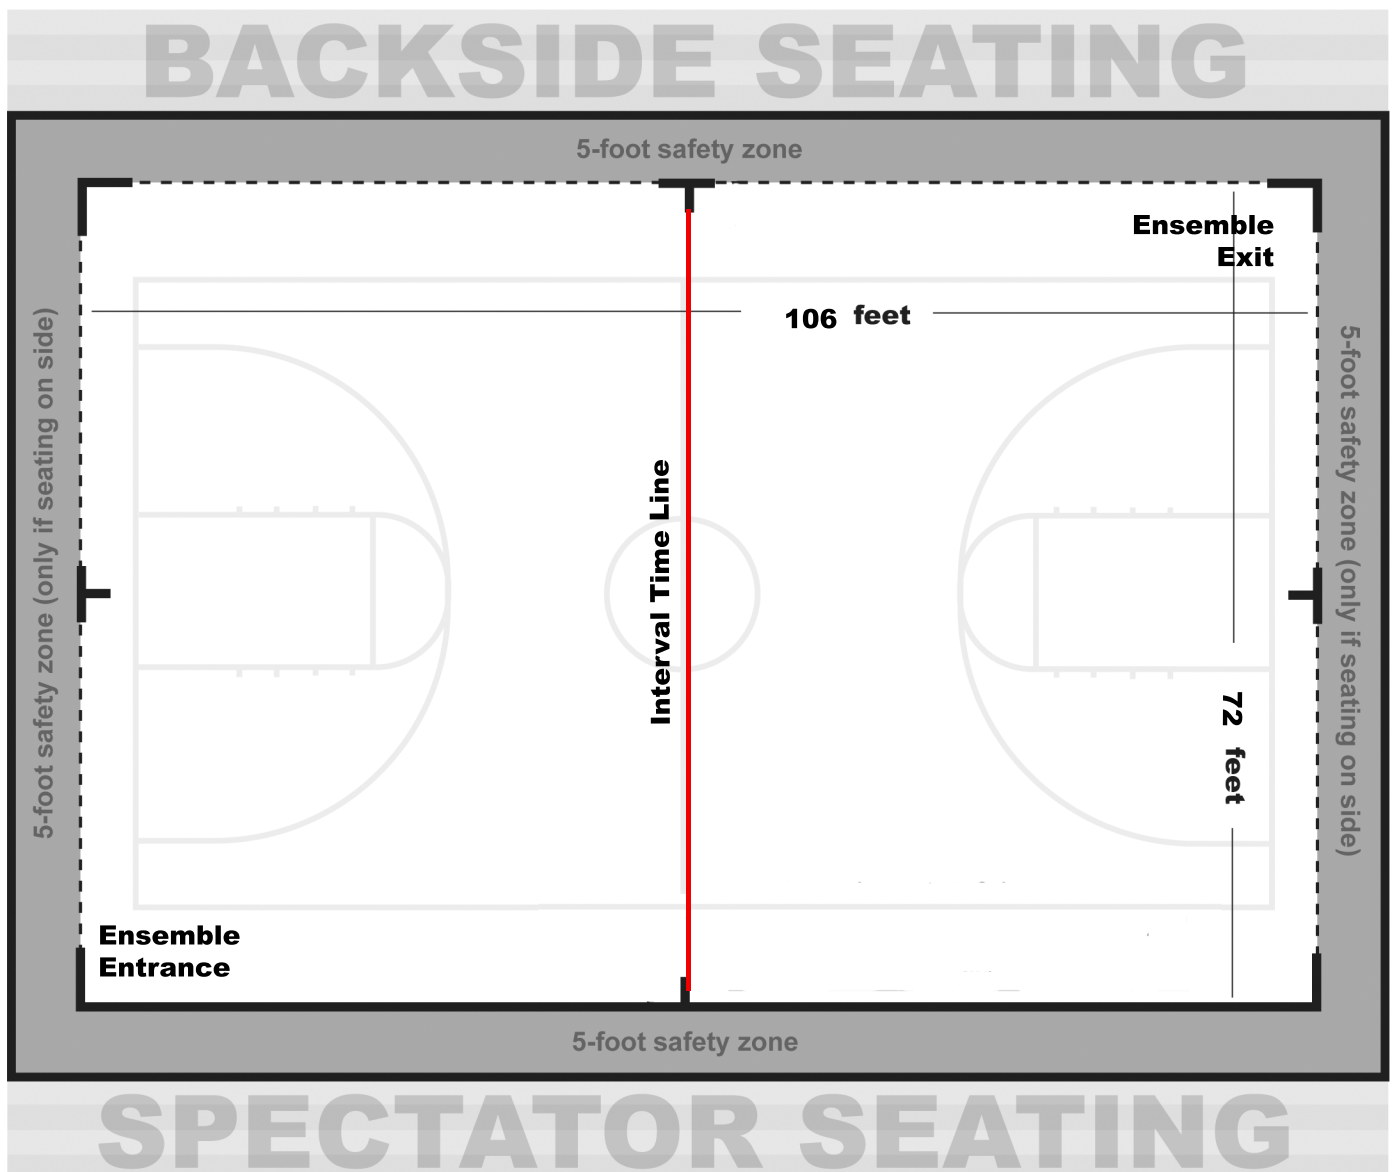 BACKSIDE SEATING
5-foot safety zone
Ensemble
Exit
106 feet
5-foot safety zone (only if seating on side)
5-foot safety zone (only if seating on side)
Interval Time Line
72 feet
Ensemble
Entrance
5-foot safety zone
SPECTATOR SEATING